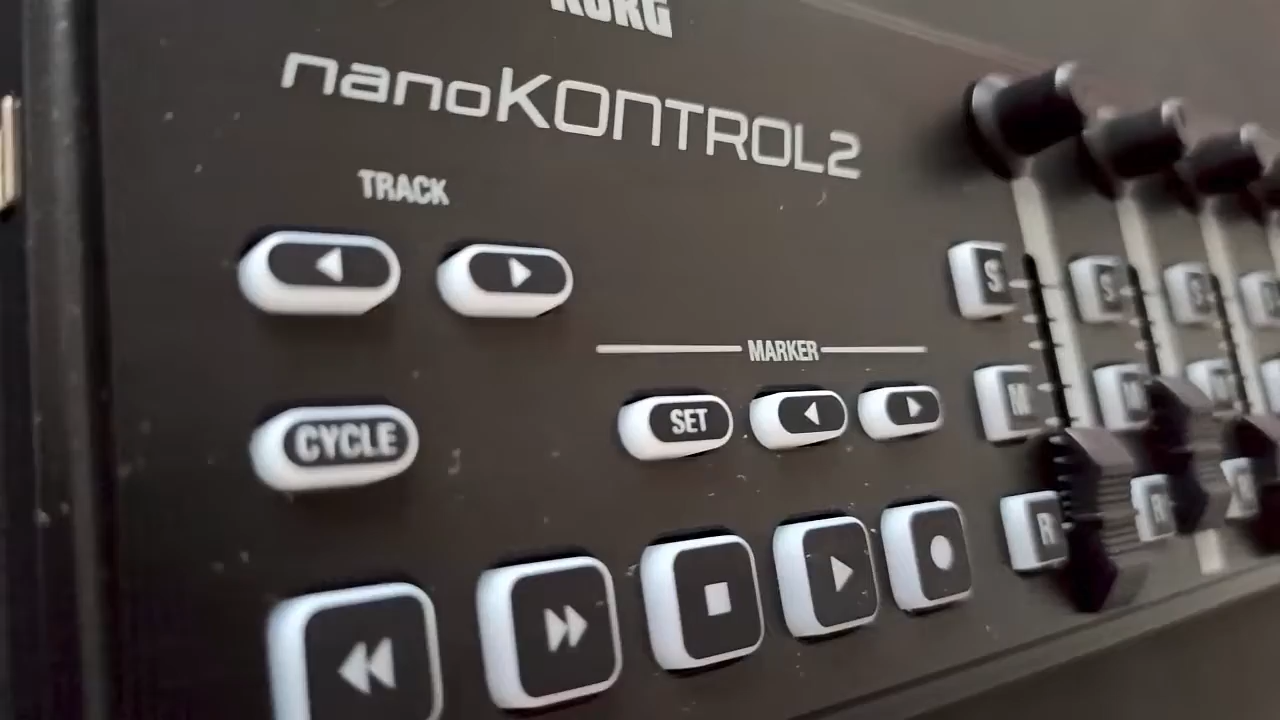 KORG
nanoKONTROL2
TRACK
MARKER
SET
CYCLE
S S S
M M M
R R R